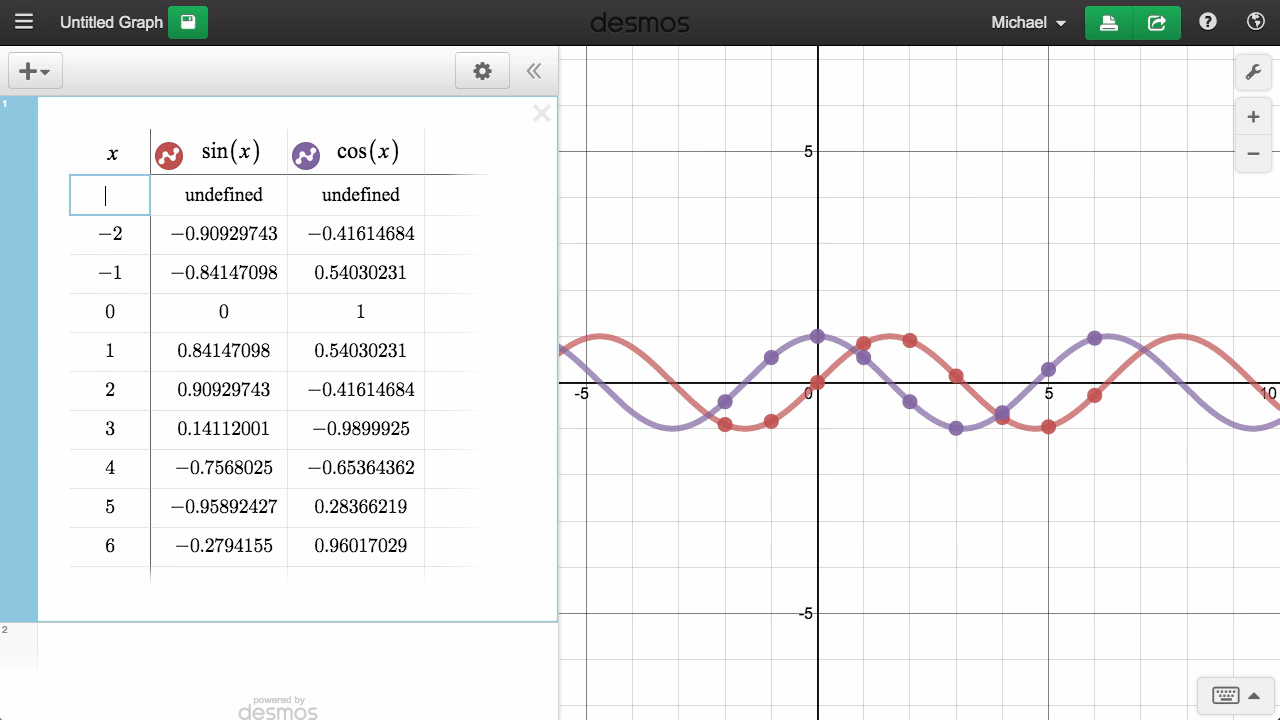 Untitled Graph
desmos
Michael
?
1
x sin(x) cos(x)
undefined undefined
−2 −0.90929743 −0.41614684
−1 −0.84147098 0.54030231
0 0 1
1 0.84147098 0.54030231
2 0.90929743 −0.41614684
3 0.14112001 −0.9899925
4 −0.7568025 −0.65364362
5 −0.95892427 0.28366219
6 −0.2794155 0.96017029
2
powered by
desmos
5
-5 0 5 10
-5